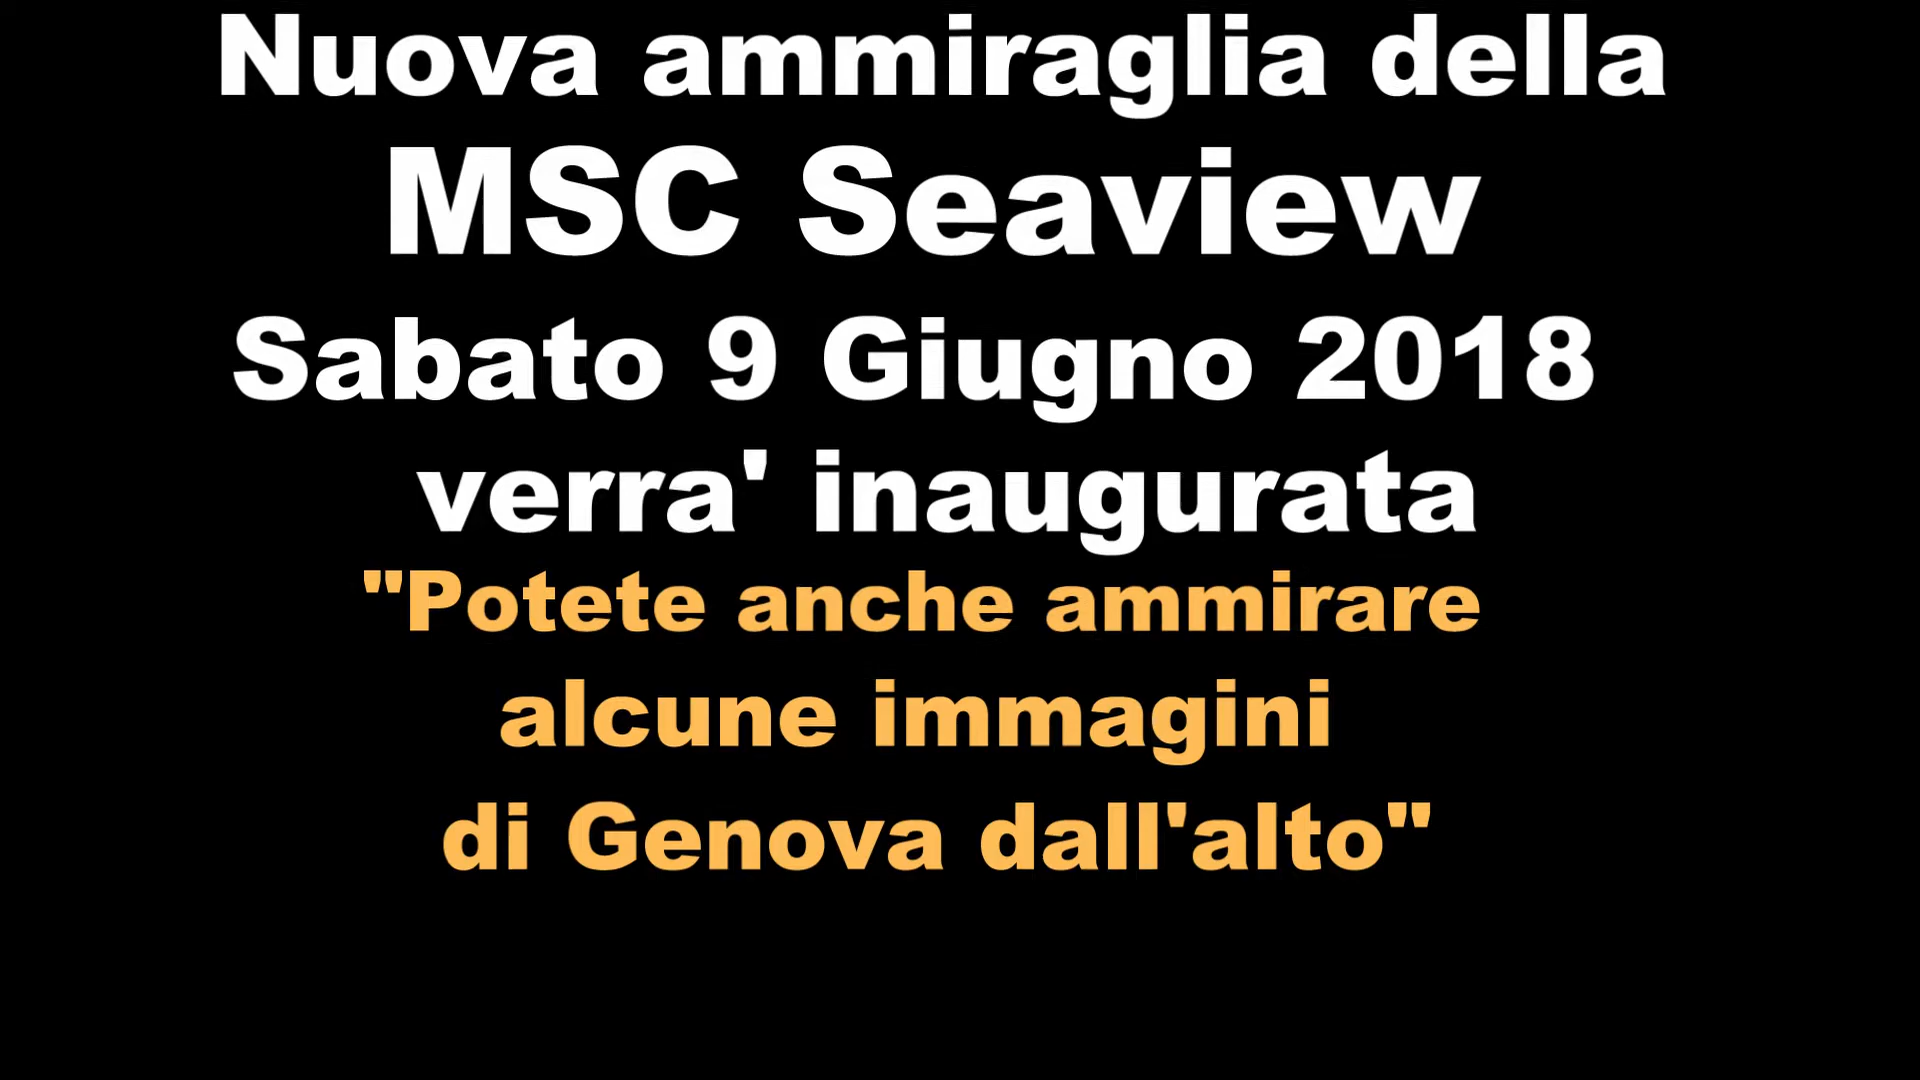 Nuova ammiraglia della
MSC Seaview
Sabato 9 Giugno 2018
verra' inaugurata
"Potete anche ammirare
alcune immagini
di Genova dall'alto"